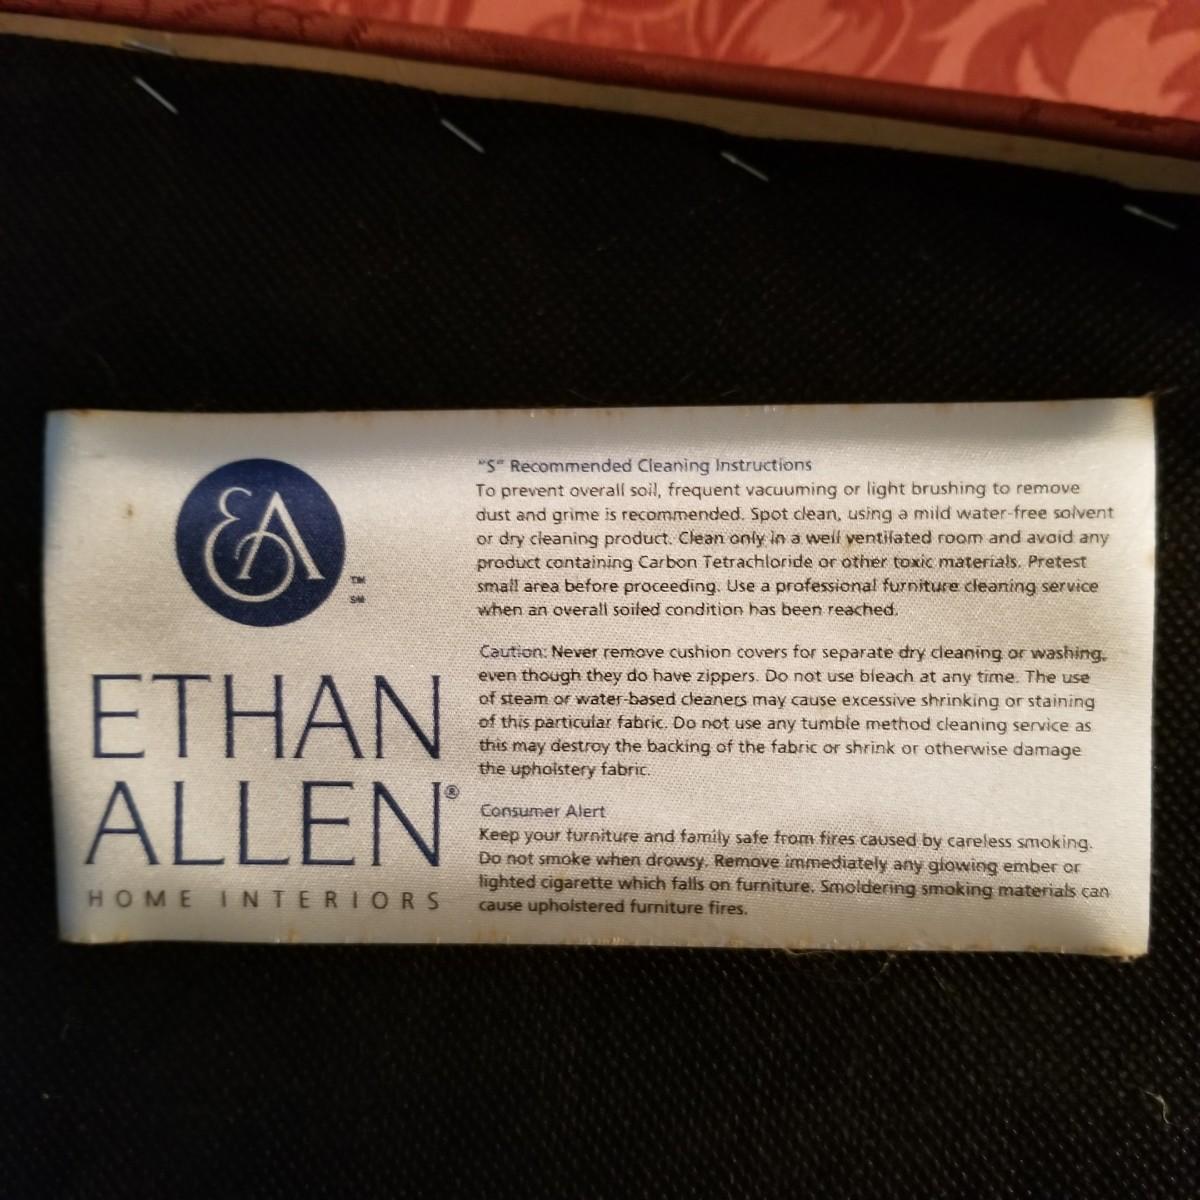 EA
TM
SM
ETHAN
ALLEN®
HOME INTERIORS
"S" Recommended Cleaning Instructions
To prevent overall soil, frequent vacuuming or light brushing to remove
dust and grime is recommended. Spot clean, using a mild water-free solvent
or dry cleaning product. Clean only in a well ventilated room and avoid any
product containing Carbon Tetrachloride or other toxic materials. Pretest
small area before proceeding. Use a professional furniture cleaning service
when an overall soiled condition has been reached.
Caution: Never remove cushion covers for separate dry cleaning or washing,
even though they do have zippers. Do not use bleach at any time. The use
of steam or water-based cleaners may cause excessive shrinking or staining
of this particular fabric. Do not use any tumble method cleaning service as
this may destroy the backing of the fabric or shrink or otherwise damage
the upholstery fabric.
Consumer Alert
Keep your furniture and family safe from fires caused by careless smoking.
Do not smoke when drowsy. Remove immediately any glowing ember or
lighted cigarette which falls on furniture. Smoldering smoking materials can
cause upholstered furniture fires.